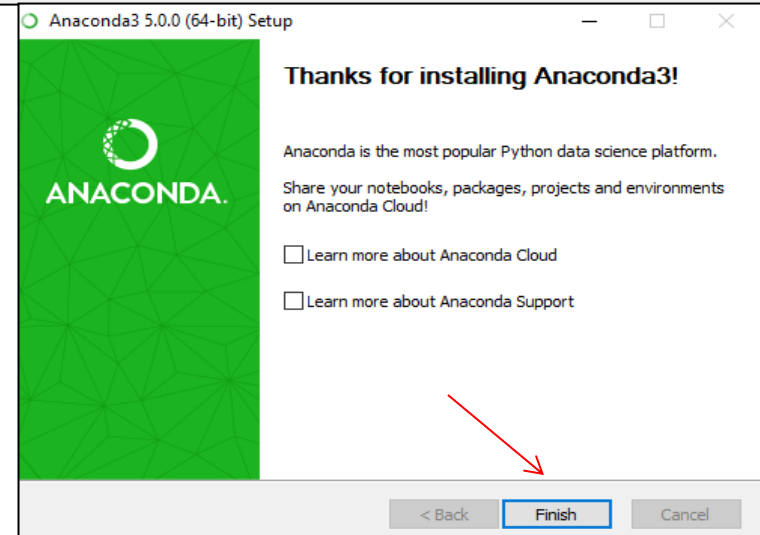 Anaconda3 5.0.0 (64-bit) Setup
Thanks for installing Anaconda3!
ANACONDA.
Anaconda is the most popular Python data science platform.
Share your notebooks, packages, projects and environments
on Anaconda Cloud!
Learn more about Anaconda Cloud
Learn more about Anaconda Support
< Back
Finish
Cancel